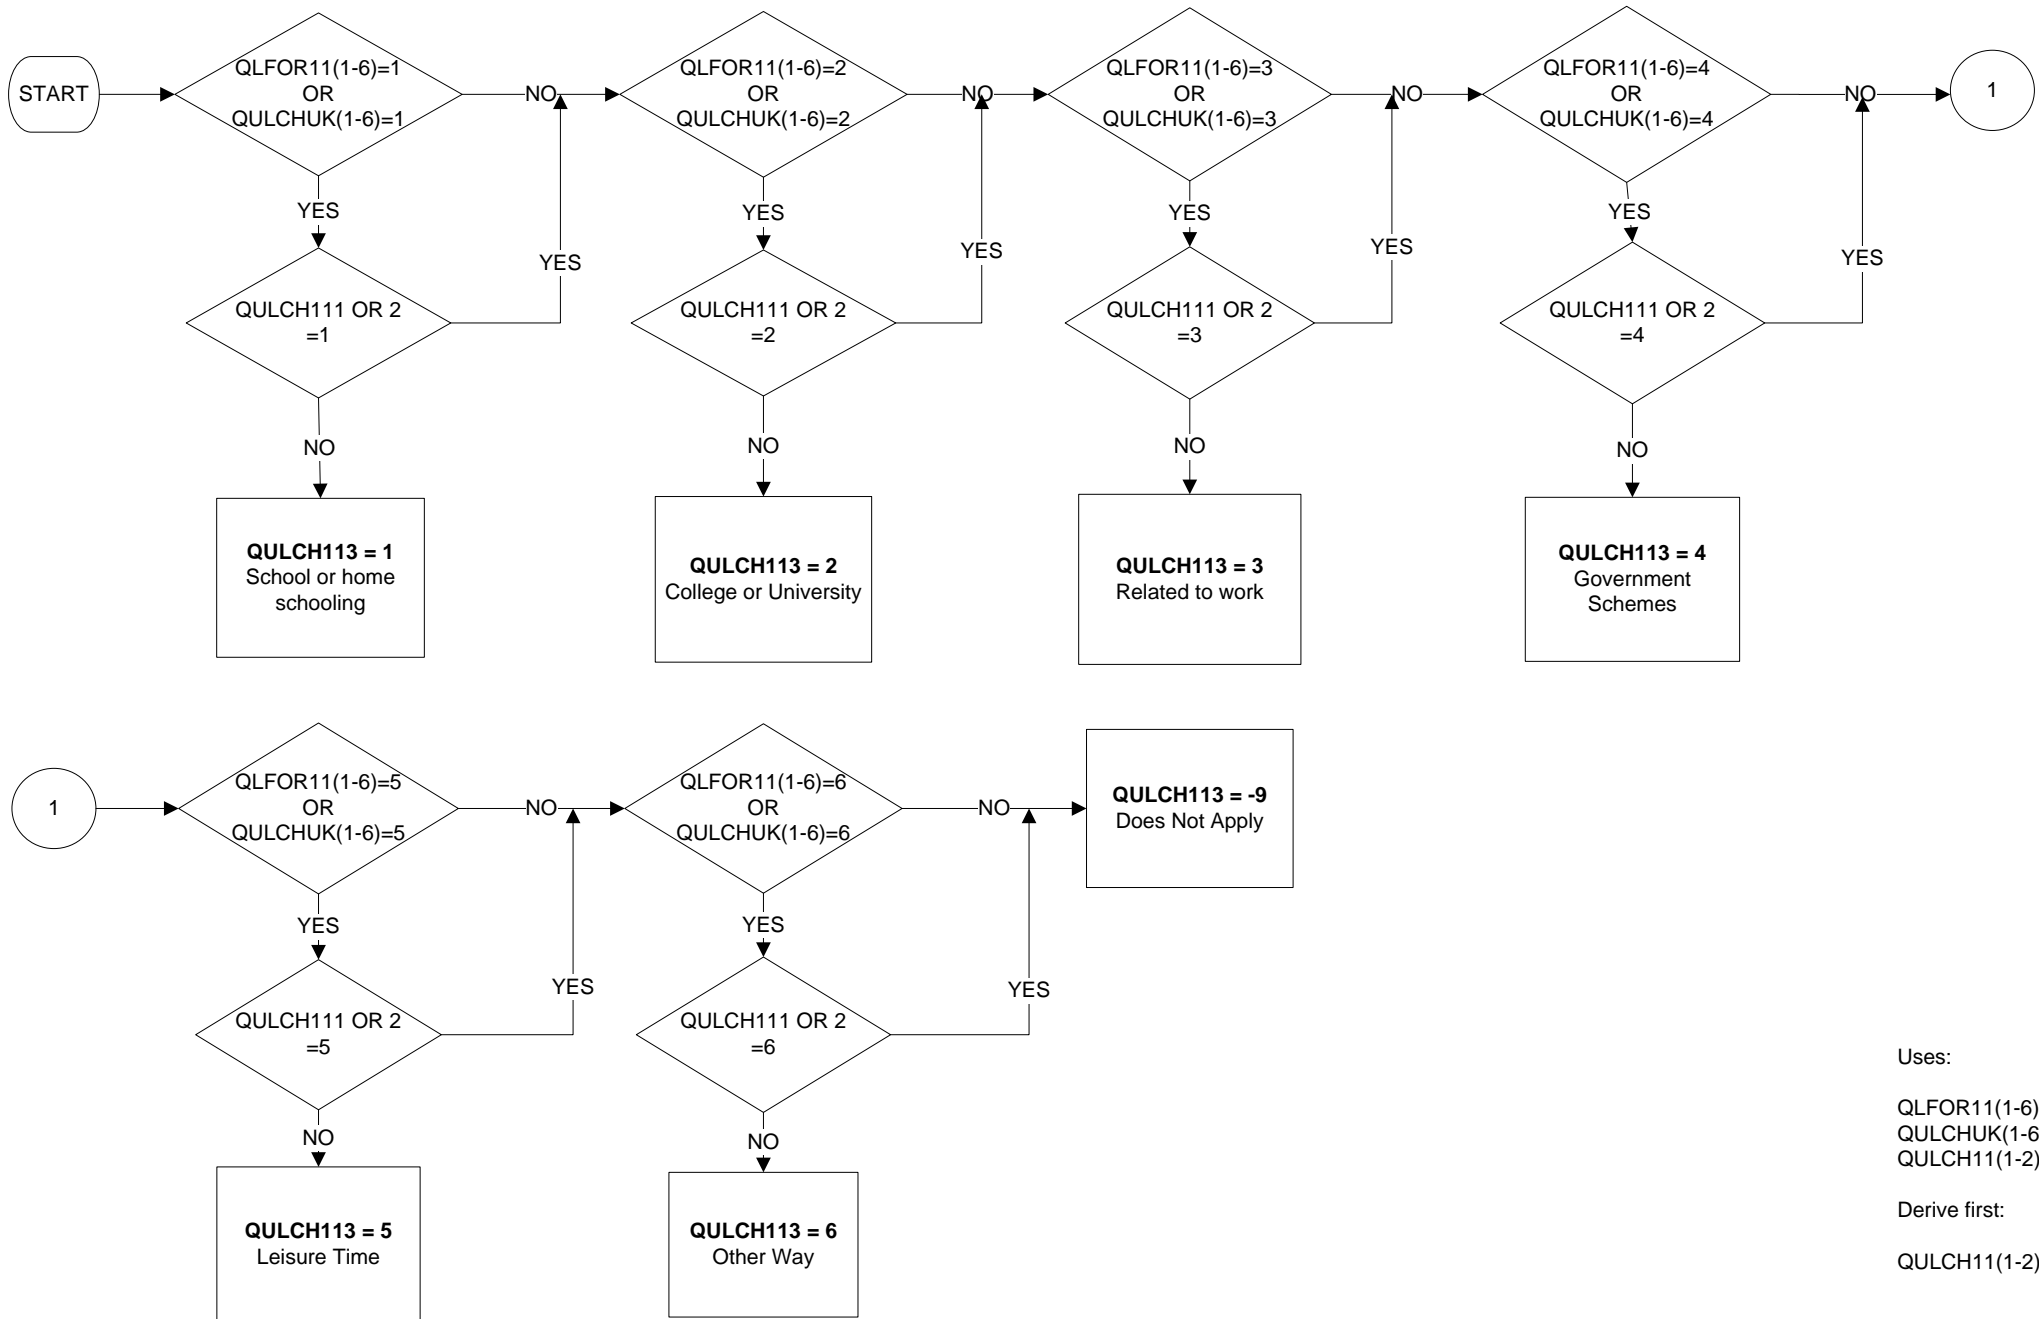 START
QLFOR11(1-6)=1
OR
QULCHUK(1-6)=1
NO
QLFOR11(1-6)=2
OR
QULCHUK(1-6)=2
NO
QLFOR11(1-6)=3
OR
QULCHUK(1-6)=3
NO
QLFOR11(1-6)=4
OR
QULCHUK(1-6)=4
NO
1
YES
YES
YES
YES
YES
YES
YES
YES
QULCH111 OR 2
=1
QULCH111 OR 2
=2
QULCH111 OR 2
=3
QULCH111 OR 2
=4
NO
NO
NO
NO
QULCH113 = 1
School or home
schooling
QULCH113 = 2
College or University
QULCH113 = 3
Related to work
QULCH113 = 4
Government
Schemes
1
QLFOR11(1-6)=5
OR
QULCHUK(1-6)=5
NO
QLFOR11(1-6)=6
OR
QULCHUK(1-6)=6
NO
QULCH113 = -9
Does Not Apply
YES
YES
YES
YES
QULCH111 OR 2
=5
QULCH111 OR 2
=6
NO
NO
QULCH113 = 5
Leisure Time
QULCH113 = 6
Other Way
Uses:
QLFOR11(1-6)
QULCHUK(1-6
QULCH11(1-2)
Derive first:
QULCH11(1-2)